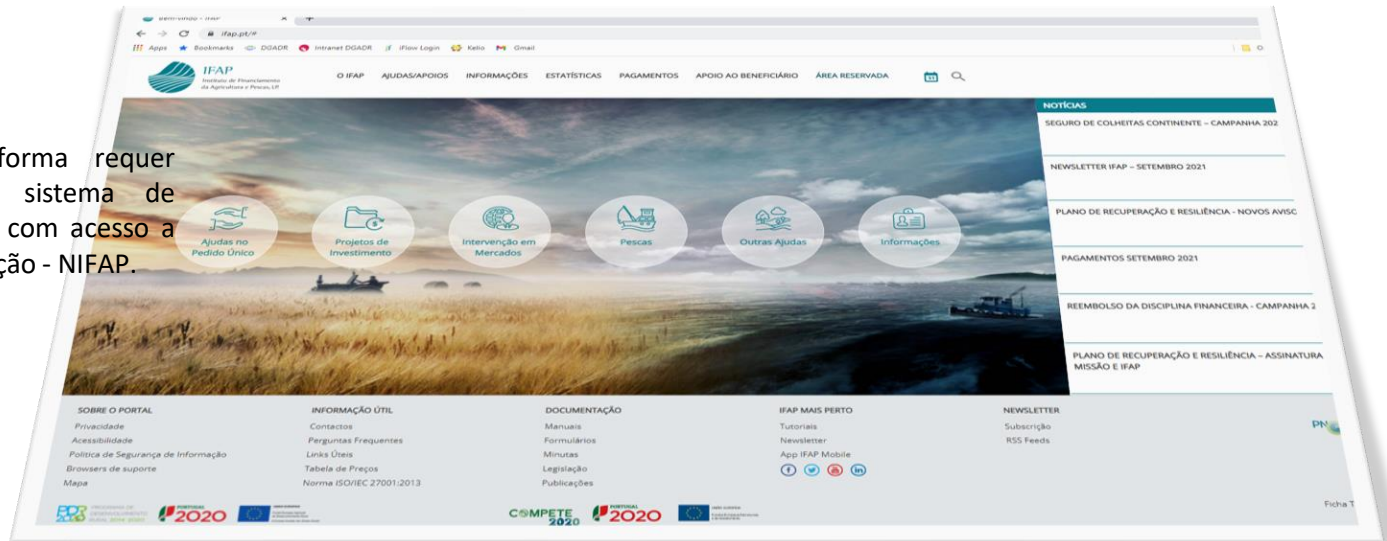 Bem-vindo - IFAP
ifap.pt/#
Apps Bookmarks DGADR Intranet DGADR iFlow Login Kelio Gmail
IFAP
Instituto de Financiamento
da Agricultura e Pescas, I.P.
O IFAP AJUDAS/APOIOS INFORMAÇÕES ESTATÍSTICAS PAGAMENTOS APOIO AO BENEFICIÁRIO ÁREA RESERVADA
forma requer
sistema de
com acesso a
ção - NIFAP.
Ajudas no
Pedido Único
Projetos de
Investimento
Intervenção em
Mercados
Pescas
Outras Ajudas
Informações
NOTÍCIAS
SEGURO DE COLHEITAS CONTINENTE – CAMPANHA 202
NEWSLETTER IFAP – SETEMBRO 2021
PLANO DE RECUPERAÇÃO E RESILIÊNCIA - NOVOS AVISO
PAGAMENTOS SETEMBRO 2021
REEMBOLSO DA DISCIPLINA FINANCEIRA - CAMPANHA 2
PLANO DE RECUPERAÇÃO E RESILIÊNCIA – ASSINATURA
MISSÃO E IFAP
SOBRE O PORTAL
Privacidade
Acessibilidade
Política de Segurança de Informação
Browsers de suporte
Mapa
INFORMAÇÃO ÚTIL
Contactos
Perguntas Frequentes
Links Úteis
Tabela de Preços
Norma ISO/IEC 27001:2013
DOCUMENTAÇÃO
Manuais
Formulários
Minutas
Legislação
Publicações
IFAP MAIS PERTO
Tutoriais
Newsletter
App IFAP Mobile
NEWSLETTER
Subscrição
RSS Feeds
PN
Ficha T
PORTUGAL
2020
COMPETE
2020
PORTUGAL
2020